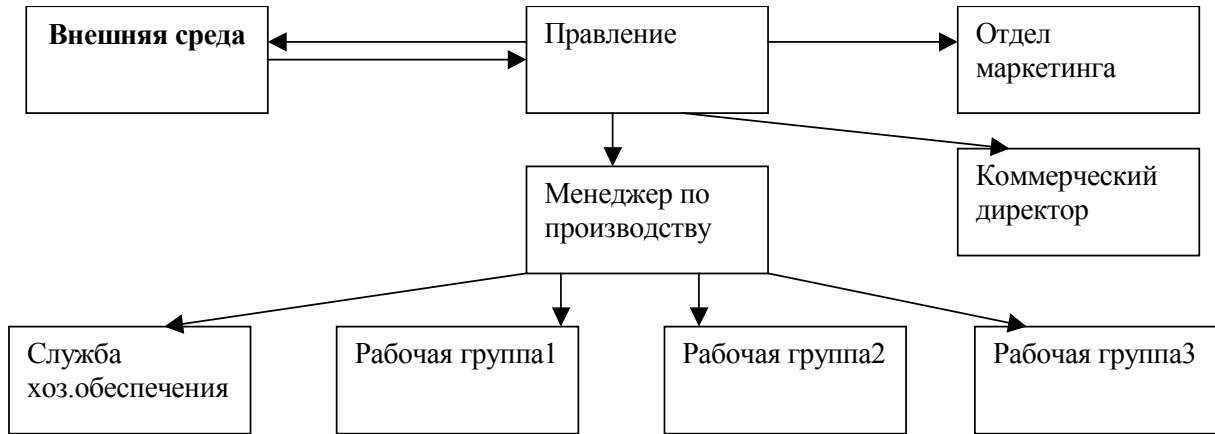 Внешняя среда
Правление
Отдел
маркетинга
Коммерческий
директор
Менеджер по
производству
Служба
хоз.обеспечения
Рабочая группа1
Рабочая группа2
Рабочая группа3